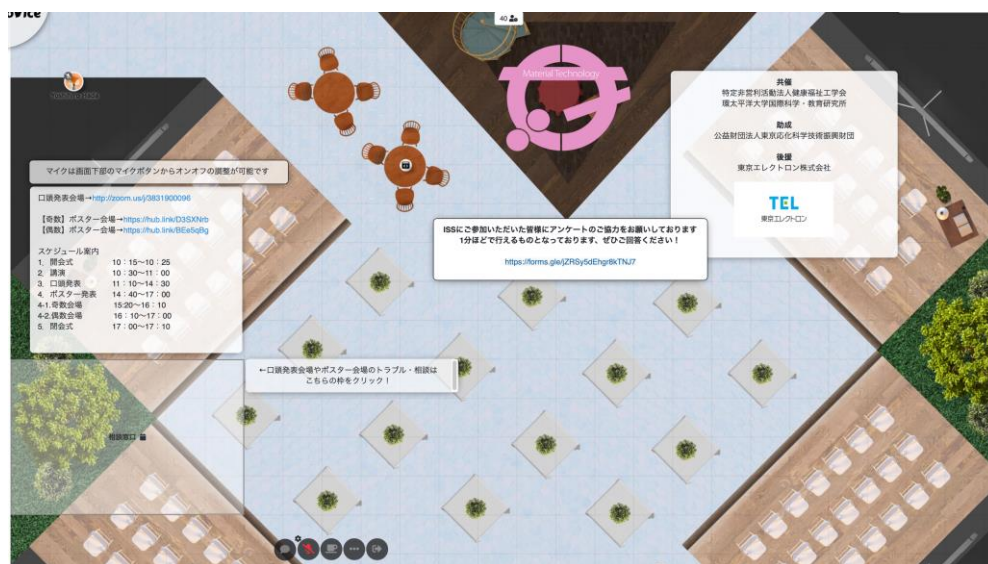 ovice
40
Material Technology
共催
特定非営利活動法人健康福祉工学会
環太平洋大学国際科学・教育研究所
助成
公益財団法人東京応化科学技術振興財団
後援
東京エレクトロン株式会社
TEL
東京エレクトロン
マイクは画面下部のマイクボタンからオンオフの調整が可能です
口頭発表会場→http://zoom.us/j/3831900096
【奇数】ポスター会場→https://hub.link/D3SXNrb
【偶数】ポスター会場→https://hub.link/BEe5qBg
スケジュール案内
1. 開会式 10:15〜10:25
2. 講演 10:30〜11:00
3. 口頭発表 11:10〜14:30
4. ポスター発表 14:40〜17:00
4-1.奇数会場 15:20〜16:10
4-2.偶数会場 16:10〜17:00
5. 閉会式 17:00〜17:10
ISSにご参加いただいた皆様にアンケートのご協力をお願いしております
1分ほどで行えるものとなっております、ぜひご回答ください！
https://forms.gle/jZRSy5dEhgr8kTNJ7
←口頭発表会場やポスター会場のトラブル・相談は
こちらの枠をクリック！
相談窓口